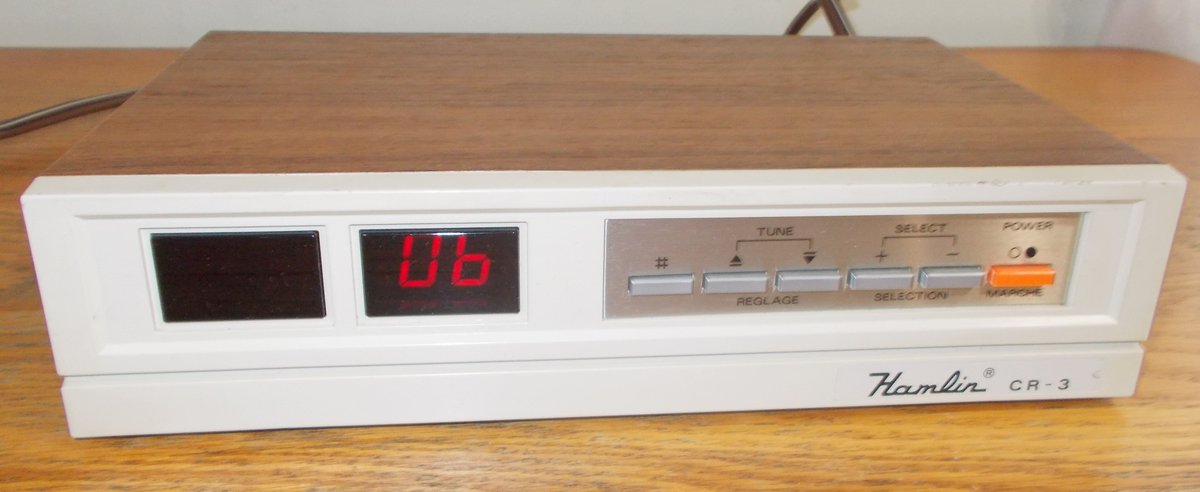 Ub
TUNE
SELECT
POWER
#
+
-
REGLAGE
SELECTION
MARCHE
Hamlin® CR-3